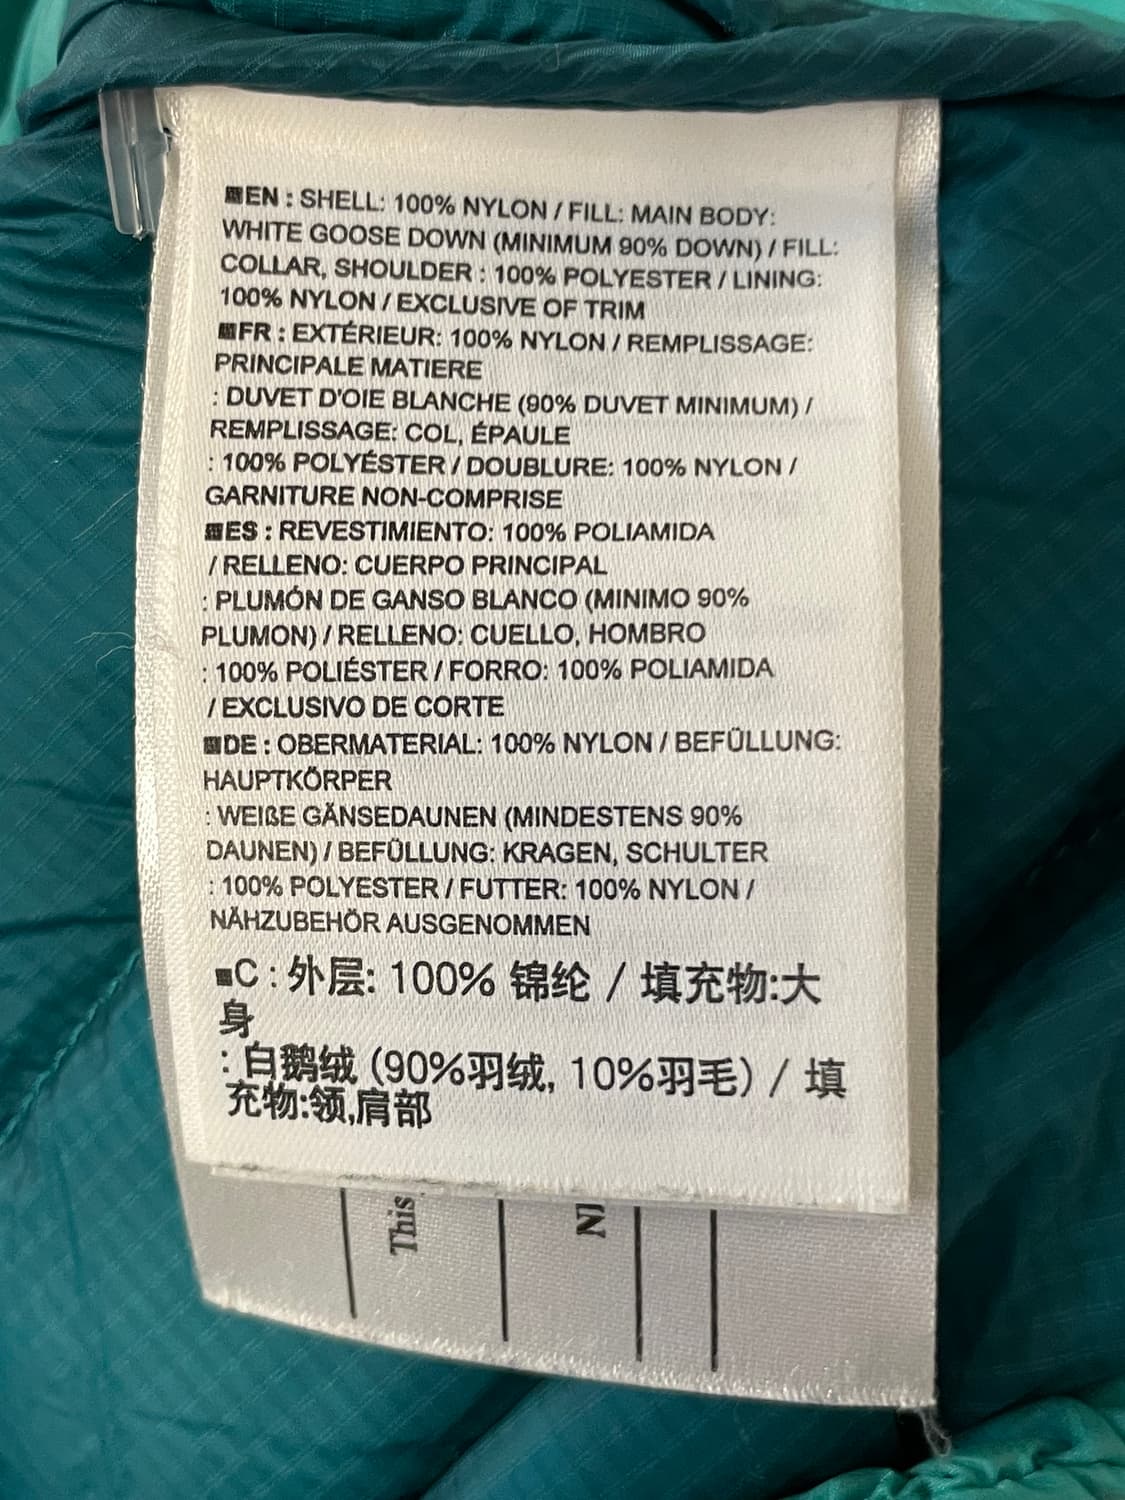 EN : SHELL: 100% NYLON / FILL: MAIN BODY:
WHITE GOOSE DOWN (MINIMUM 90% DOWN) / FILL:
COLLAR, SHOULDER : 100% POLYESTER / LINING:
100% NYLON / EXCLUSIVE OF TRIM
FR : EXTÉRIEUR: 100% NYLON / REMPLISSAGE:
PRINCIPALE MATIERE
: DUVET D'OIE BLANCHE (90% DUVET MINIMUM) /
REMPLISSAGE: COL, ÉPAULE
: 100% POLYÉSTER / DOUBLURE: 100% NYLON /
GARNITURE NON-COMPRISE
ES : REVESTIMIENTO: 100% POLIAMIDA
/ RELLENO: CUERPO PRINCIPAL
: PLUMÓN DE GANSO BLANCO (MINIMO 90%
PLUMON) / RELLENO: CUELLO, HOMBRO
: 100% POLIÉSTER / FORRO: 100% POLIAMIDA
/ EXCLUSIVO DE CORTE
DE : OBERMATERIAL: 100% NYLON / BEFÜLLUNG:
HAUPTKÖRPER
: WEIßE GÄNSEDAUNEN (MINDESTENS 90%
DAUNEN) / BEFÜLLUNG: KRAGEN, SCHULTER
: 100% POLYESTER / FUTTER: 100% NYLON /
NÄHZUBEHÖR AUSGENOMMEN
■C : 外层: 100% 锦纶 / 填充物:大
身
: 白鹅绒 (90%羽绒, 10%羽毛) / 填
充物:领,肩部
This